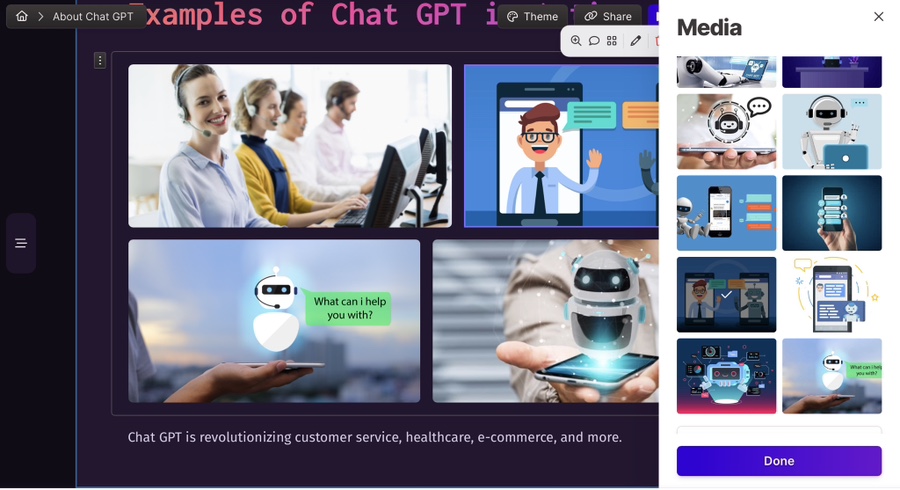 About Chat GPT
Examples of Chat GPT
Theme
Share
Media
What can i help
you with?
What can i help
you with?
Chat GPT is revolutionizing customer service, healthcare, e-commerce, and more.
Done